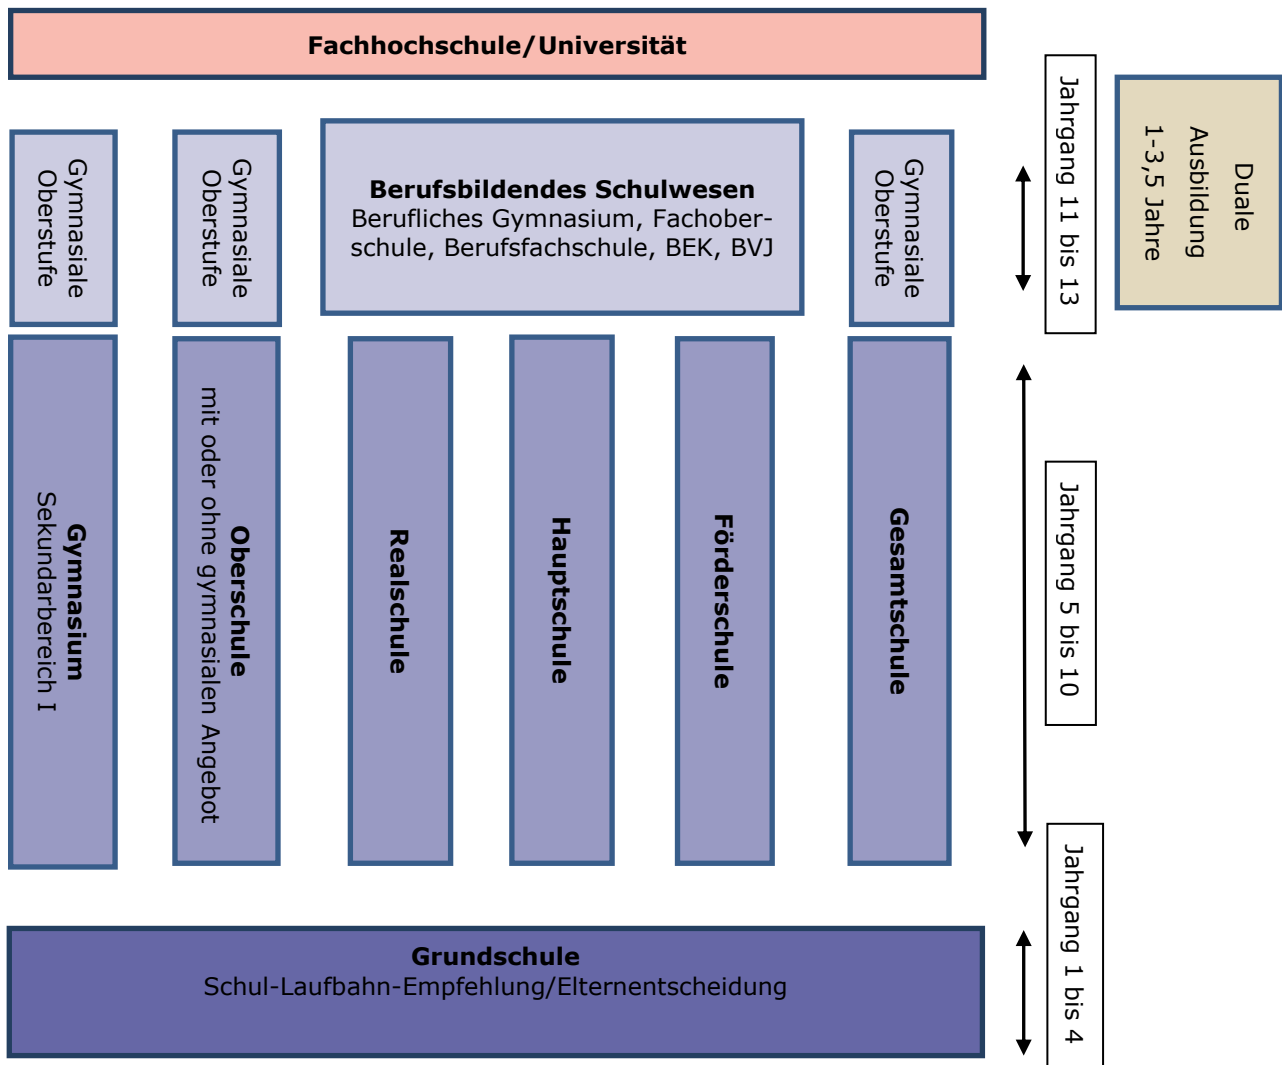 Fachhochschule/Universität
Gymnasiale
Oberstufe
Gymnasiale
Oberstufe
Berufsbildendes Schulwesen
Berufliches Gymnasium, Fachober-
schule, Berufsfachschule, BEK, BVJ
Gymnasiale
Oberstufe
Jahrgang 11 bis 13
Duale
Ausbildung
1-3,5 Jahre
Gymnasium
Sekundarbereich I
Oberschule
mit oder ohne gymnasialen Angebot
Realschule
Hauptschule
Förderschule
Gesamtschule
Jahrgang 5 bis 10
Grundschule
Schul-Laufbahn-Empfehlung/Elternentscheidung
Jahrgang 1 bis 4